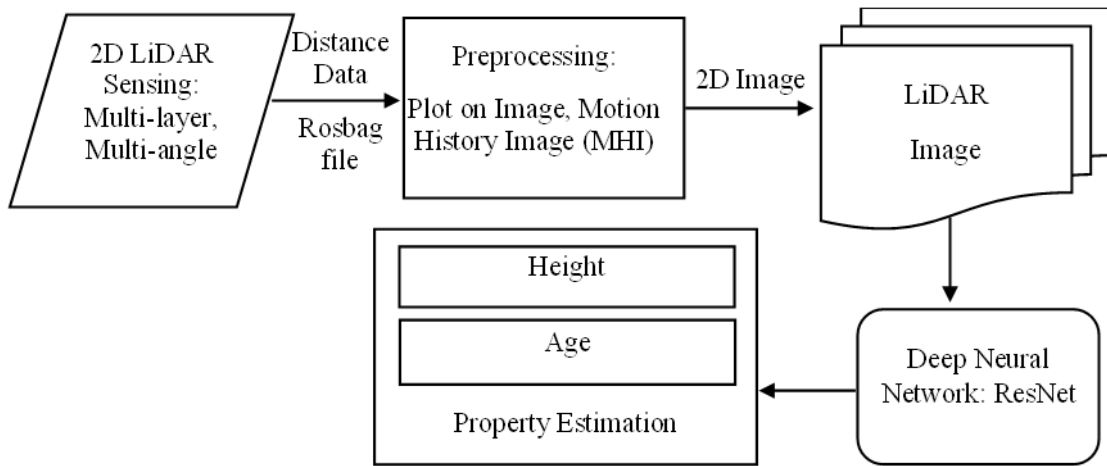 2D LiDAR
Sensing:
Multi-layer,
Multi-angle
Distance
Data
Rosbag
file
Preprocessing:
Plot on Image, Motion
History Image (MHI)
2D Image
LiDAR
Image
Deep Neural
Network: ResNet
Height
Age
Property Estimation